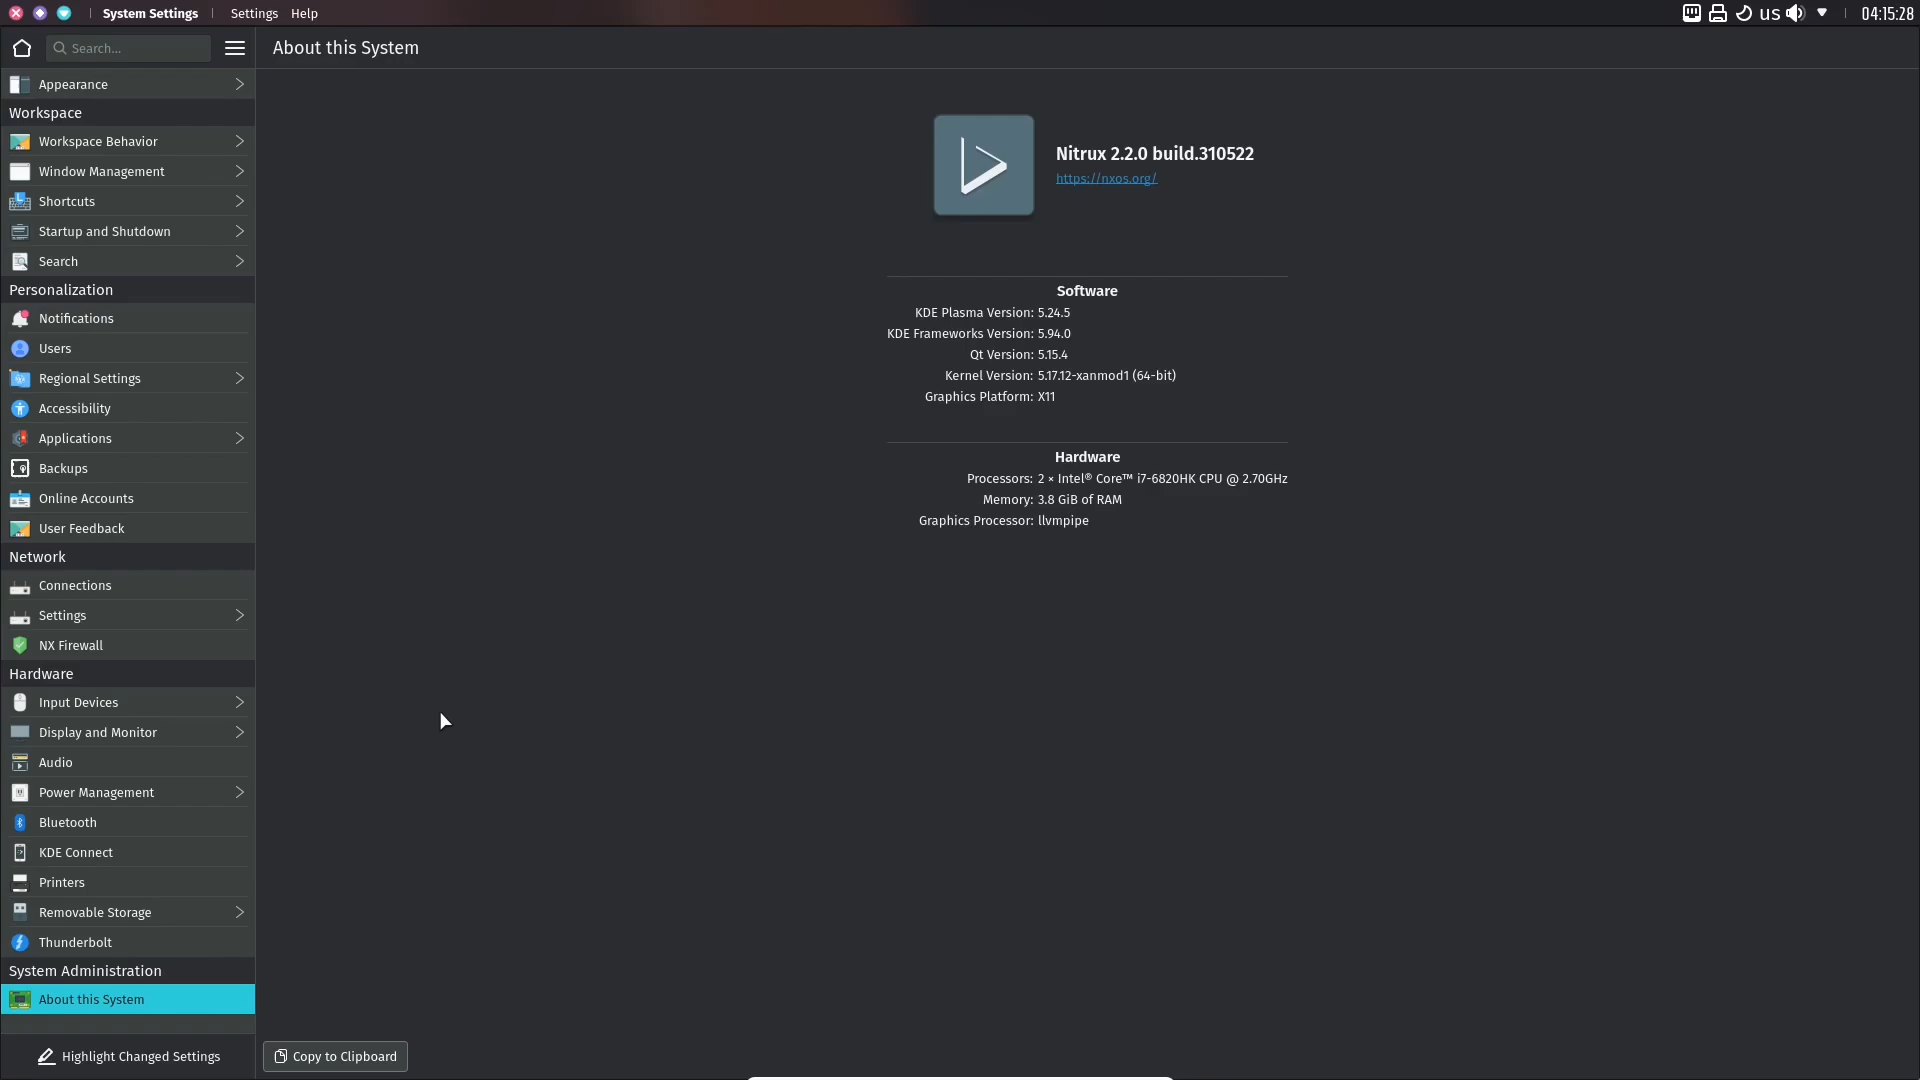 System Settings
Settings
Help
us
04:15:28
Search...
About this System
Appearance
Workspace
Workspace Behavior
Window Management
Shortcuts
Startup and Shutdown
Search
Personalization
Notifications
Users
Regional Settings
Accessibility
Applications
Backups
Online Accounts
User Feedback
Network
Connections
Settings
NX Firewall
Hardware
Input Devices
Display and Monitor
Audio
Power Management
Bluetooth
KDE Connect
Printers
Removable Storage
Thunderbolt
System Administration
About this System
Highlight Changed Settings
Nitrux 2.2.0 build.310522
https://nxos.org/
Software
KDE Plasma Version: 5.24.5
KDE Frameworks Version: 5.94.0
Qt Version: 5.15.4
Kernel Version: 5.17.12-xanmod1 (64-bit)
Graphics Platform: X11
Hardware
Processors: 2 × Intel® Core™ i7-6820HK CPU @ 2.70GHz
Memory: 3.8 GiB of RAM
Graphics Processor: llvmpipe
Copy to Clipboard